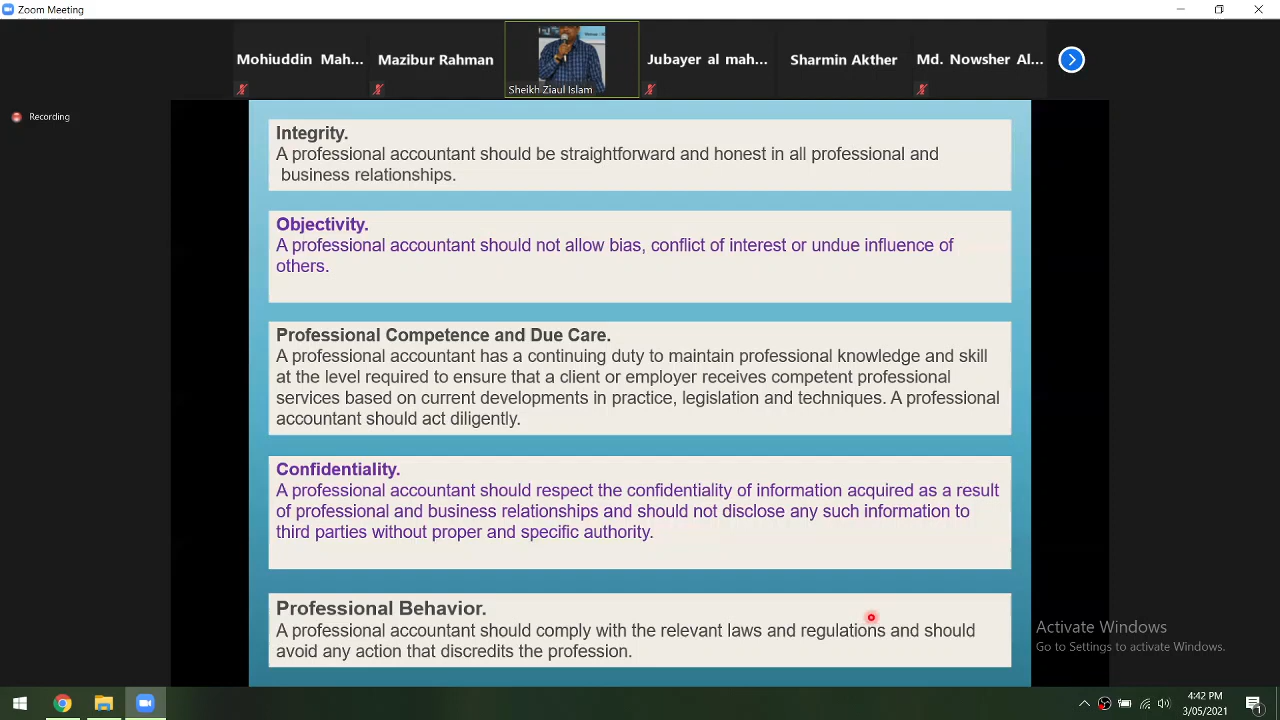 Zoom Meeting
Mohiuddin Mah...
Mazibur Rahman
Sheikh Ziaul Islam
Jubayer al mah...
Sharmin Akther
Md. Nowsher Al...
Recording
Integrity.
A professional accountant should be straightforward and honest in all professional and
business relationships.
Objectivity.
A professional accountant should not allow bias, conflict of interest or undue influence of
others.
Professional Competence and Due Care.
A professional accountant has a continuing duty to maintain professional knowledge and skill
at the level required to ensure that a client or employer receives competent professional
services based on current developments in practice, legislation and techniques. A professional
accountant should act diligently.
Confidentiality.
A professional accountant should respect the confidentiality of information acquired as a result
of professional and business relationships and should not disclose any such information to
third parties without proper and specific authority.
Professional Behavior.
A professional accountant should comply with the relevant laws and regulations and should
avoid any action that discredits the profession.
Activate Windows
Go to Settings to activate Windows.
4:42 PM
3/05/2021
1